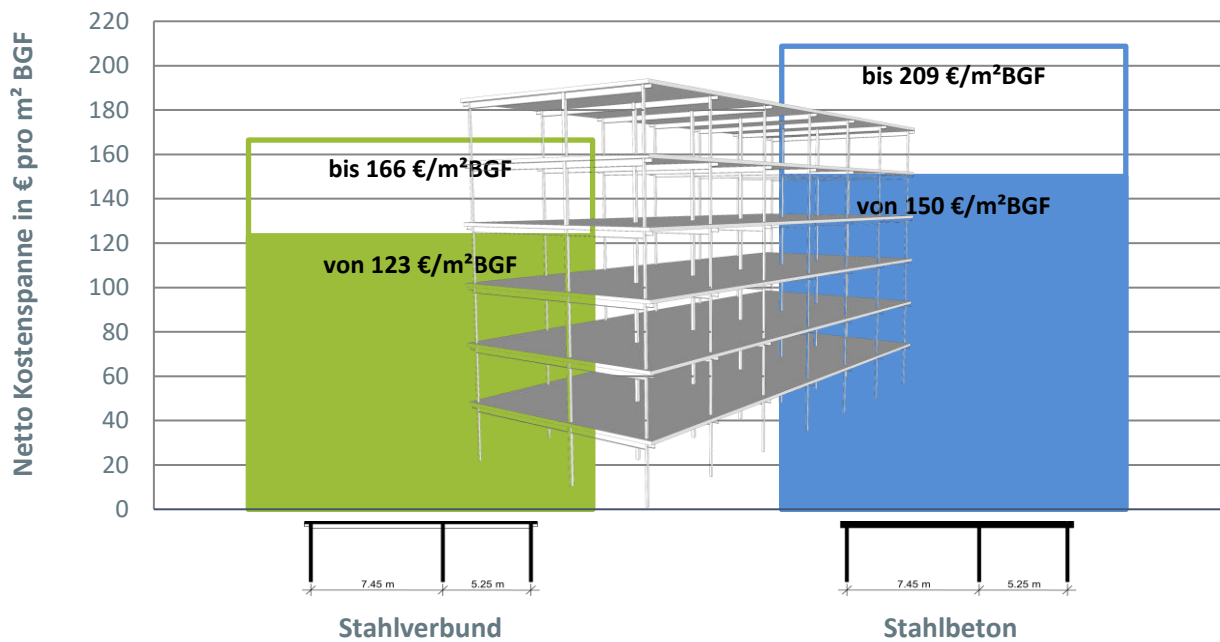 Netto Kostenspanne in € pro m² BGF
220
200
180
160
140
120
100
80
60
40
20
0
bis 166 €/m²BGF
von 123 €/m²BGF
bis 209 €/m²BGF
von 150 €/m²BGF
7.45 m 5.25 m
7.45 m 5.25 m
Stahlverbund
Stahlbeton